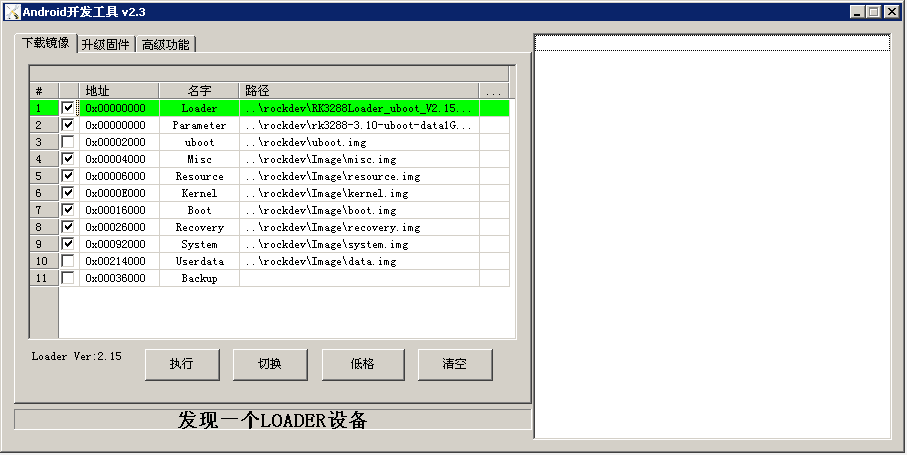 Android开发工具 v2.3
下载镜像 升级固件 高级功能
# 地址 名字 路径 ...
1 0x00000000 Loader ..\rockdev\RK3288Loader_uboot_V2.15...
2 0x00000000 Parameter ..\rockdev\rk3288-3.10-uboot-data1G...
3 0x00002000 uboot ..\rockdev\uboot.img
4 0x00004000 Misc ..\rockdev\Image\misc.img
5 0x00006000 Resource ..\rockdev\Image\resource.img
6 0x0000E000 Kernel ..\rockdev\Image\kernel.img
7 0x00016000 Boot ..\rockdev\Image\boot.img
8 0x00026000 Recovery ..\rockdev\Image\recovery.img
9 0x00092000 System ..\rockdev\Image\system.img
10 0x00214000 Userdata ..\rockdev\Image\data.img
11 0x00036000 Backup
Loader Ver:2.15 执行 切换 低格 清空
发现一个LOADER设备